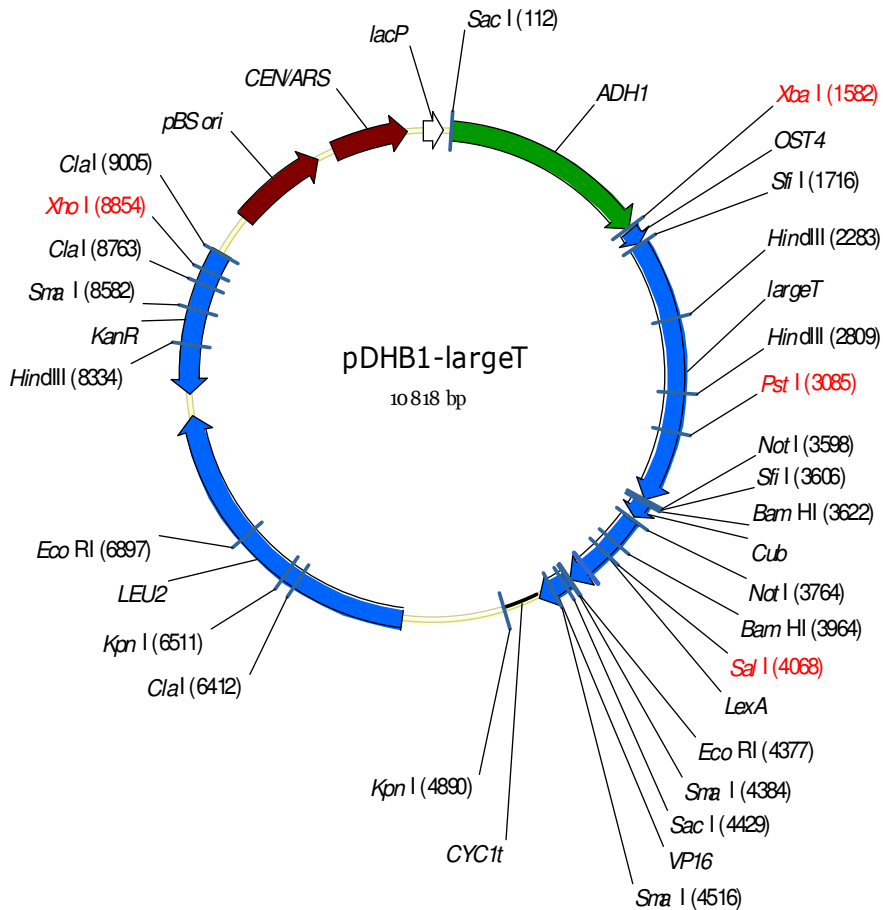 lacP
Sac I (112)
CEN/ARS
ADH1
pBS ori
Xba I (1582)
OST4
Sfi I (1716)
ClaI (9005)
Xho I (8854)
ClaI (8763)
Sma I (8582)
KanR
HindIII (8334)
HindIII (2283)
largeT
HindIII (2809)
Pst I (3085)
pDHB1-largeT
10818 bp
Not I (3598)
Sfi I (3606)
Bam HI (3622)
Cub
Not I (3764)
Bam HI (3964)
Sal I (4068)
LexA
Eco RI (4377)
Sma I (4384)
Sac I (4429)
VP16
Sma I (4516)
Eco RI (6897)
LEU2
Kpn I (6511)
ClaI (6412)
Kpn I (4890)
CYC1t